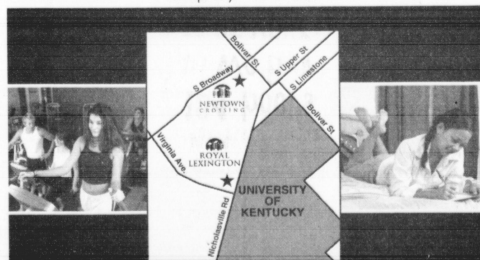 Bolivar St
S Upper St
S Broadway
S Limestone
NEWTOWN
CROSSING
Bolivar St
Virginia Ave.
ROYAL
LEXINGTON
UNIVERSITY
OF
KENTUCKY
Nicholasville Rd